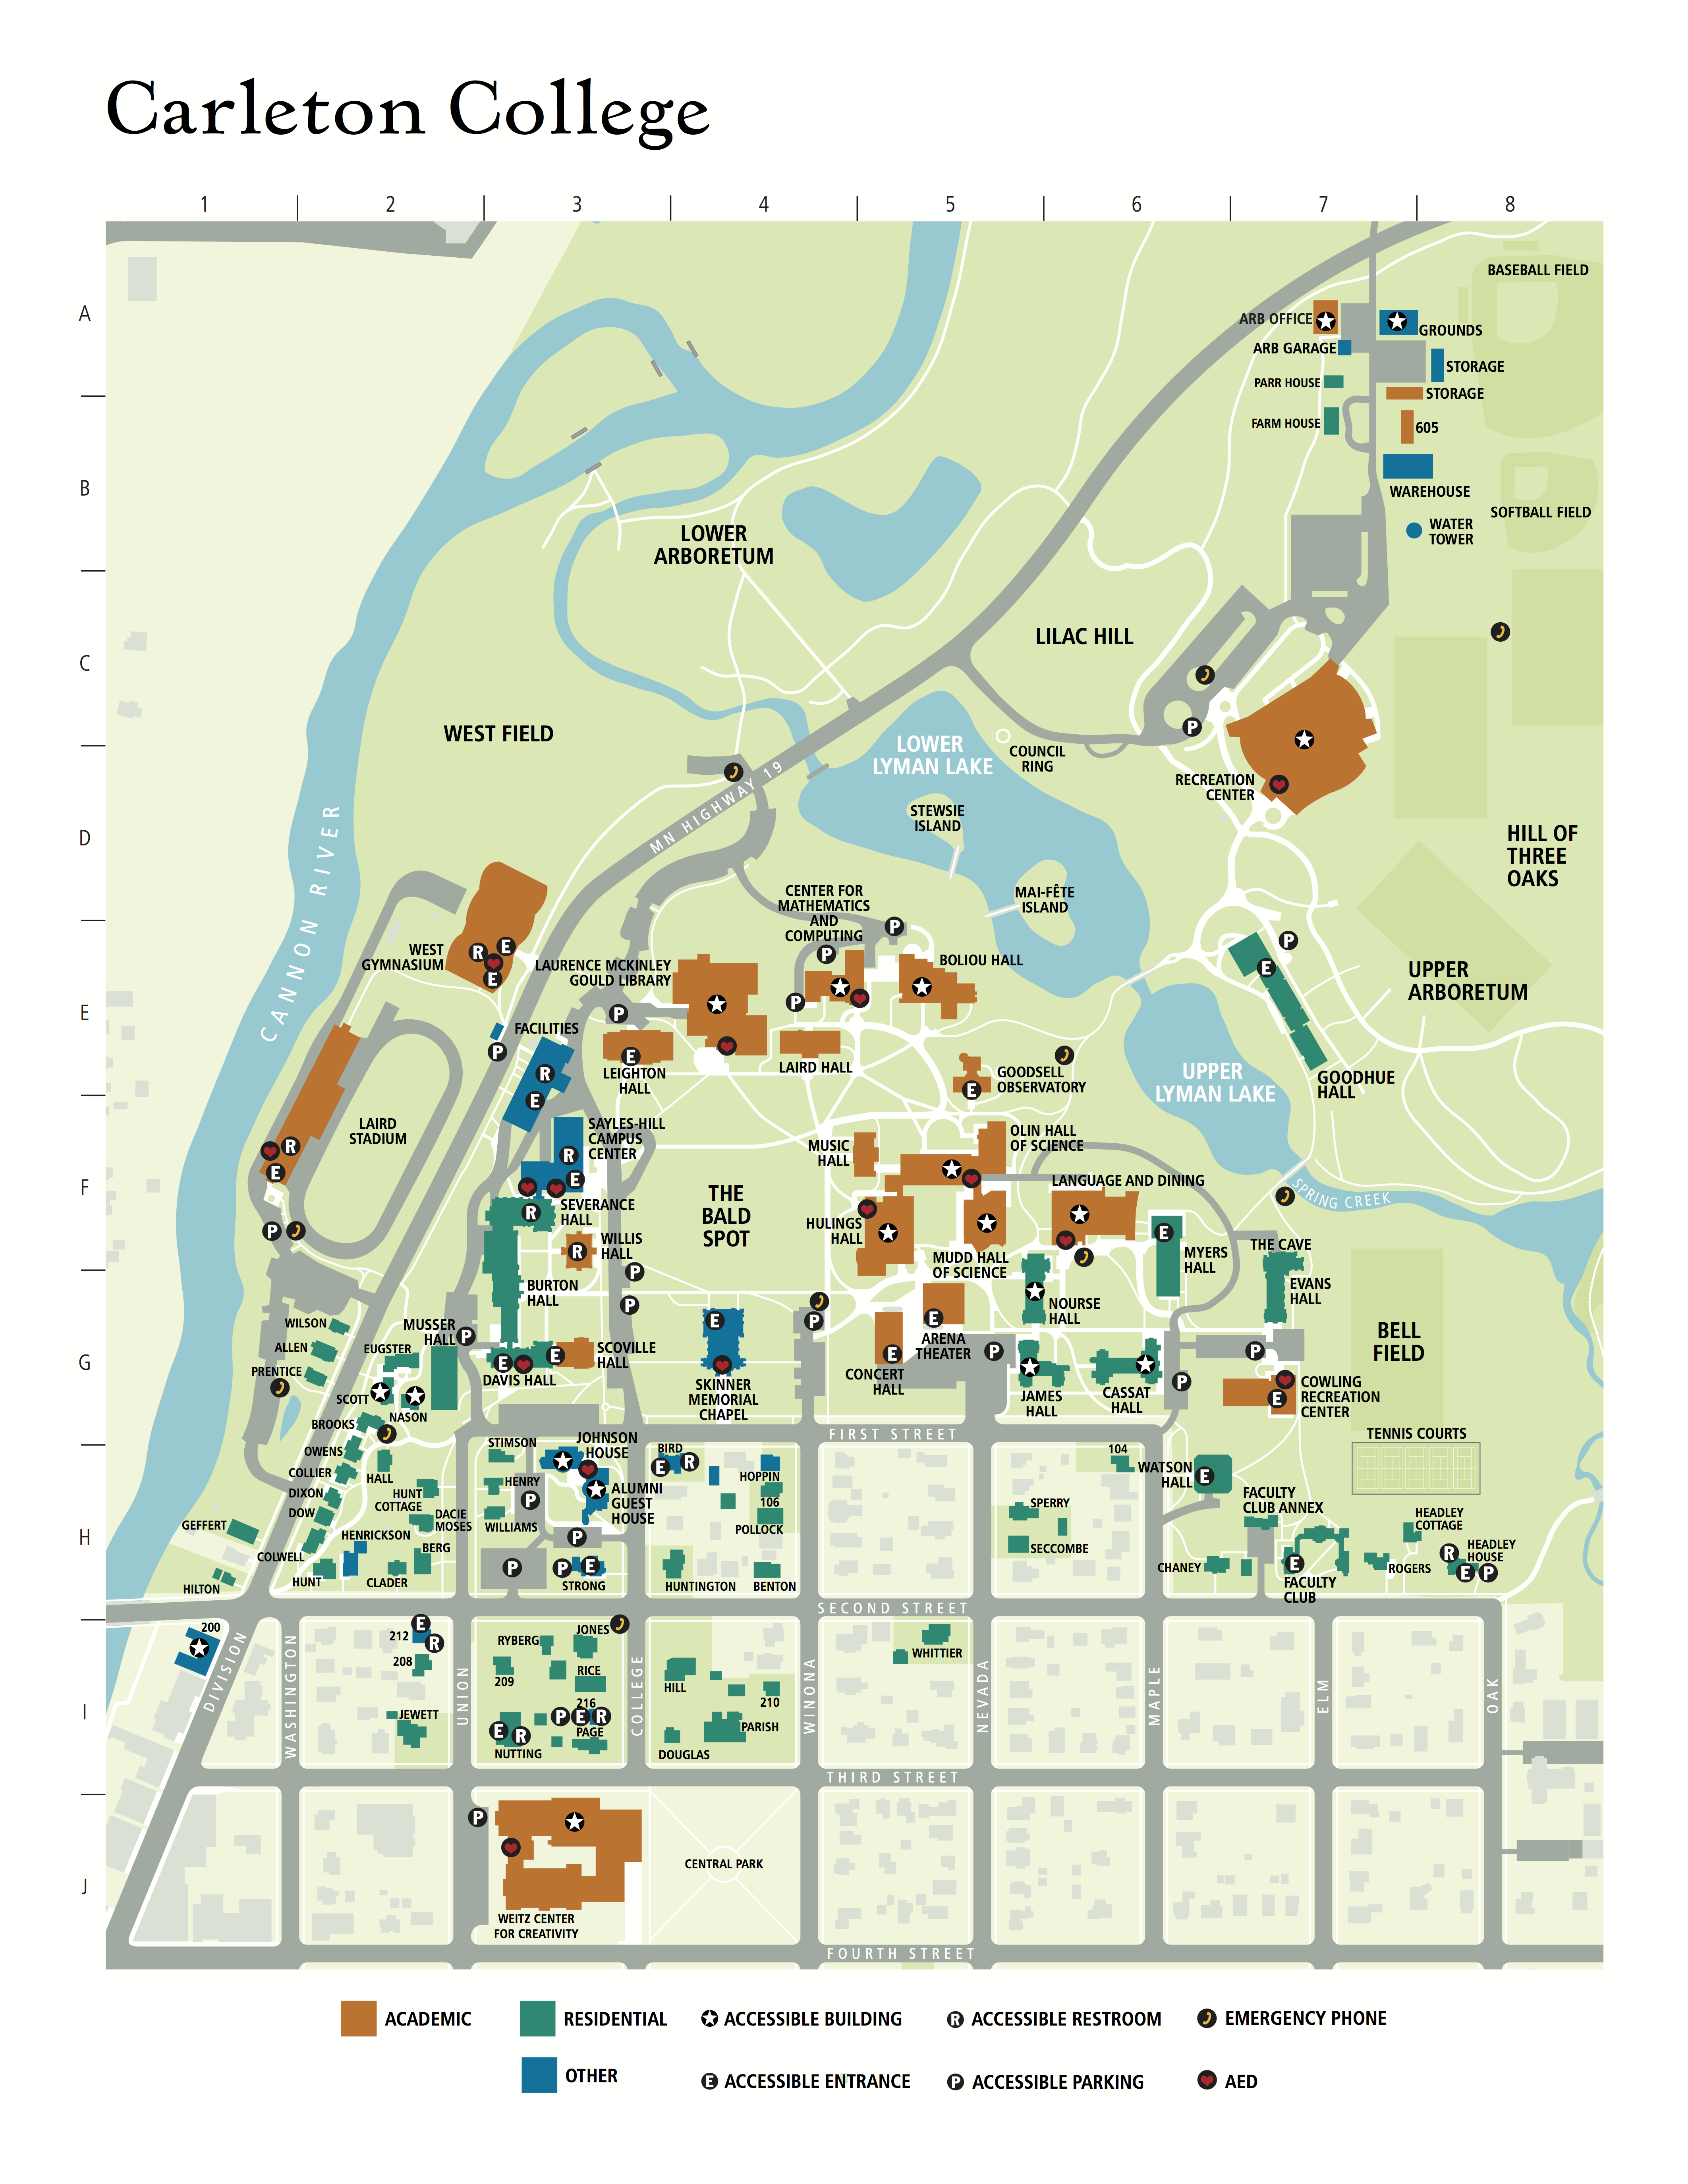 Carleton College
1 2 3 4 5 6 7 8
A
B
C
D
E
F
G
H
I
J
BASEBALL FIELD
ARB OFFICE
GROUNDS
ARB GARAGE
STORAGE
PARR HOUSE
STORAGE
FARM HOUSE
605
WAREHOUSE
SOFTBALL FIELD
WATER
TOWER
LOWER
ARBORETUM
LILAC HILL
WEST FIELD
LOWER
LYMAN LAKE
COUNCIL
RING
RECREATION
CENTER
MN HIGHWAY 19
STEWSIE
ISLAND
HILL OF
THREE
OAKS
CANNON RIVER
CENTER FOR
MATHEMATICS
AND
COMPUTING
MAI-FÊTE
ISLAND
WEST
GYMNASIUM
LAURENCE MCKINLEY
GOULD LIBRARY
BOLIOU HALL
UPPER
ARBORETUM
FACILITIES
LEIGHTON
HALL
LAIRD HALL
GOODSELL
OBSERVATORY
UPPER
LYMAN LAKE
GOODHUE
HALL
LAIRD
STADIUM
SAYLES-HILL
CAMPUS
CENTER
MUSIC
HALL
OLIN HALL
OF SCIENCE
LANGUAGE AND DINING
SPRING CREEK
SEVERANCE
HALL
THE
BALD
SPOT
HULINGS
HALL
WILLIS
HALL
MUDD HALL
OF SCIENCE
MYERS
HALL
THE CAVE
EVANS
HALL
BURTON
HALL
NOURSE
HALL
WILSON
MUSSER
HALL
ALLEN
EUGSTER
PRENTICE
SCOTT
NASON
BROOKS
SCOVILLE
HALL
DAVIS HALL
SKINNER
MEMORIAL
CHAPEL
ARENA
THEATER
CONCERT
HALL
JAMES
HALL
CASSAT
HALL
BELL
FIELD
COWLING
RECREATION
CENTER
FIRST STREET
TENNIS COURTS
OWENS
COLLIER
HALL
DIXON
HUNT
COTTAGE
DOW
DACIE
MOSES
GEFFERT
HENRICKSON
BERG
COLWELL
HUNT
CLADER
HILTON
STIMSON
JOHNSON
HOUSE
HENRY
ALUMNI
GUEST
HOUSE
WILLIAMS
STRONG
BIRD
HOPPIN
106
POLLOCK
HUNTINGTON
BENTON
SPERRY
SECCOMBE
104
WATSON
HALL
FACULTY
CLUB ANNEX
CHANEY
FACULTY
CLUB
HEADLEY
COTTAGE
HEADLEY
HOUSE
ROGERS
SECOND STREET
200
DIVISION
WASHINGTON
212
208
JEWETT
UNION
RYBERG
JONES
209
RICE
216
PAGE
NUTTING
COLLEGE
HILL
210
PARISH
DOUGLAS
WINONA
WHITTIER
NEVADA
MAPLE
ELM
OAK
THIRD STREET
CENTRAL PARK
WEITZ CENTER
FOR CREATIVITY
FOURTH STREET
ACADEMIC
RESIDENTIAL
ACCESSIBLE BUILDING
R ACCESSIBLE RESTROOM
EMERGENCY PHONE
OTHER
E ACCESSIBLE ENTRANCE
P ACCESSIBLE PARKING
AED